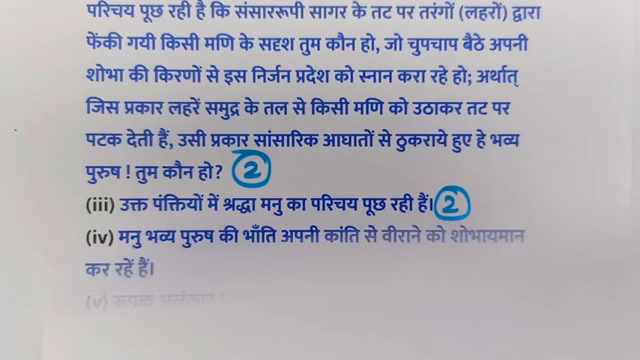 परिचय पूछ रही है कि संसाररूपी सागर के तट पर तरंगों (लहरों) द्वारा
फेंकी गयी किसी मणि के सदृश तुम कौन हो, जो चुपचाप बैठे अपनी
शोभा की किरणों से इस निर्जन प्रदेश को स्नान करा रहे हो; अर्थात्
जिस प्रकार लहरें समुद्र के तल से किसी मणि को उठाकर तट पर
पटक देती हैं, उसी प्रकार सांसारिक आघातों से ठुकराये हुए हे भव्य
पुरुष ! तुम कौन हो? 2
(iii) उक्त पंक्तियों में श्रद्धा मनु का परिचय पूछ रही हैं। 2
(iv) मनु भव्य पुरुष की भाँति अपनी कांति से वीराने को शोभायमान
कर रहें हैं।
(v) रूपक अलंकार।